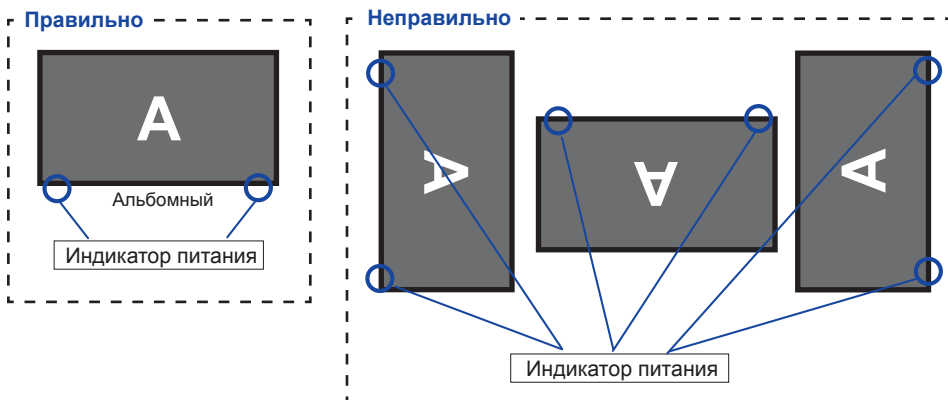 Правильно
A
Альбомный
Индикатор питания
Неправильно
A
A
A
Индикатор питания